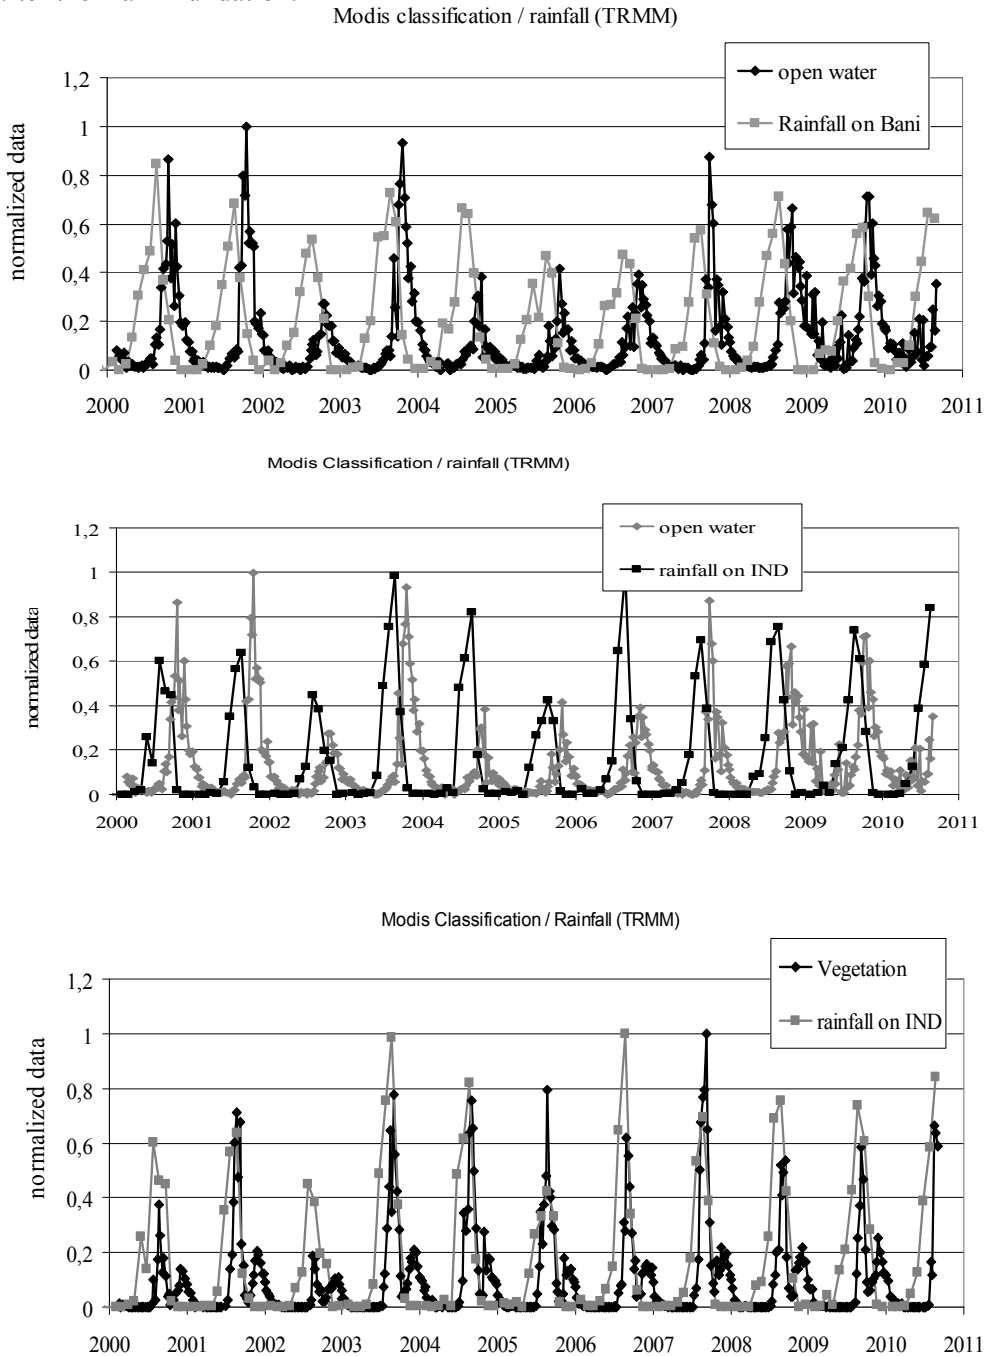 Modis classification / rainfall (TRMM)
open water
Rainfall on Bani
normalized data
1,2
1
0,8
0,6
0,4
0,2
0
2000 2001 2002 2003 2004 2005 2006 2007 2008 2009 2010 2011
Modis Classification / rainfall (TRMM)
open water
rainfall on IND
normalized data
1,2
1
0,8
0,6
0,4
0,2
0
2000 2001 2002 2003 2004 2005 2006 2007 2008 2009 2010 2011
Modis Classification / Rainfall (TRMM)
Vegetation
rainfall on IND
normalized data
1,2
1
0,8
0,6
0,4
0,2
0
2000 2001 2002 2003 2004 2005 2006 2007 2008 2009 2010 2011